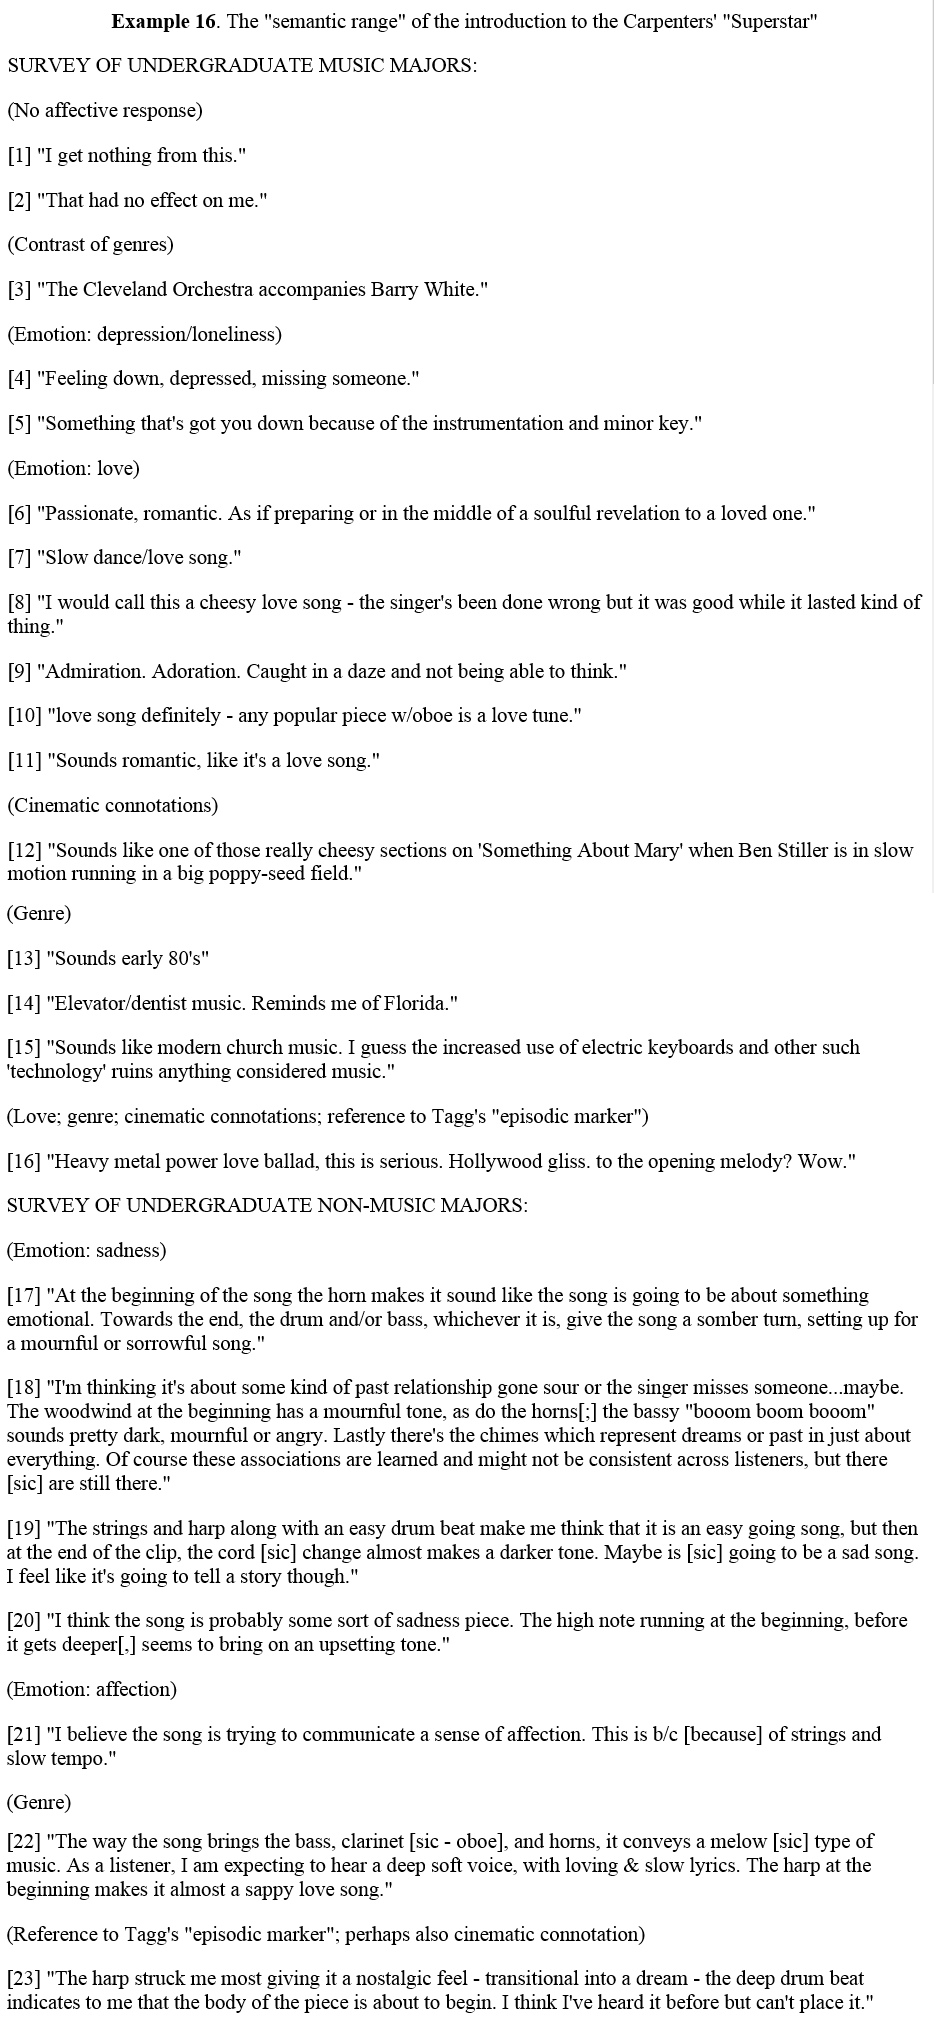 Example 16. The "semantic range" of the introduction to the Carpenters' "Superstar"
SURVEY OF UNDERGRADUATE MUSIC MAJORS:
(No affective response)
[1] "I get nothing from this."
[2] "That had no effect on me."
(Contrast of genres)
[3] "The Cleveland Orchestra accompanies Barry White."
(Emotion: depression/loneliness)
[4] "Feeling down, depressed, missing someone."
[5] "Something that's got you down because of the instrumentation and minor key."
(Emotion: love)
[6] "Passionate, romantic. As if preparing or in the middle of a soulful revelation to a loved one."
[7] "Slow dance/love song."
[8] "I would call this a cheesy love song - the singer's been done wrong but it was good while it lasted kind of
thing."
[9] "Admiration. Adoration. Caught in a daze and not being able to think."
[10] "love song definitely - any popular piece w/oboe is a love tune."
[11] "Sounds romantic, like it's a love song."
(Cinematic connotations)
[12] "Sounds like one of those really cheesy sections on 'Something About Mary' when Ben Stiller is in slow
motion running in a big poppy-seed field."
(Genre)
[13] "Sounds early 80's"
[14] "Elevator/dentist music. Reminds me of Florida."
[15] "Sounds like modern church music. I guess the increased use of electric keyboards and other such
'technology' ruins anything considered music."
(Love; genre; cinematic connotations; reference to Tagg's "episodic marker")
[16] "Heavy metal power love ballad, this is serious. Hollywood gliss. to the opening melody? Wow."
SURVEY OF UNDERGRADUATE NON-MUSIC MAJORS:
(Emotion: sadness)
[17] "At the beginning of the song the horn makes it sound like the song is going to be about something
emotional. Towards the end, the drum and/or bass, whichever it is, give the song a somber turn, setting up for
a mournful or sorrowful song."
[18] "I'm thinking it's about some kind of past relationship gone sour or the singer misses someone...maybe.
The woodwind at the beginning has a mournful tone, as do the horns[;] the bassy "booom boom booom"
sounds pretty dark, mournful or angry. Lastly there's the chimes which represent dreams or past in just about
everything. Of course these associations are learned and might not be consistent across listeners, but there
[sic] are still there."
[19] "The strings and harp along with an easy drum beat make me think that it is an easy going song, but then
at the end of the clip, the cord [sic] change almost makes a darker tone. Maybe is [sic] going to be a sad song.
I feel like it's going to tell a story though."
[20] "I think the song is probably some sort of sadness piece. The high note running at the beginning, before
it gets deeper[,] seems to bring on an upsetting tone."
(Emotion: affection)
[21] "I believe the song is trying to communicate a sense of affection. This is b/c [because] of strings and
slow tempo."
(Genre)
[22] "The way the song brings the bass, clarinet [sic - oboe], and horns, it conveys a melow [sic] type of
music. As a listener, I am expecting to hear a deep soft voice, with loving & slow lyrics. The harp at the
beginning makes it almost a sappy love song."
(Reference to Tagg's "episodic marker"; perhaps also cinematic connotation)
[23] "The harp struck me most giving it a nostalgic feel - transitional into a dream - the deep drum beat
indicates to me that the body of the piece is about to begin. I think I've heard it before but can't place it."